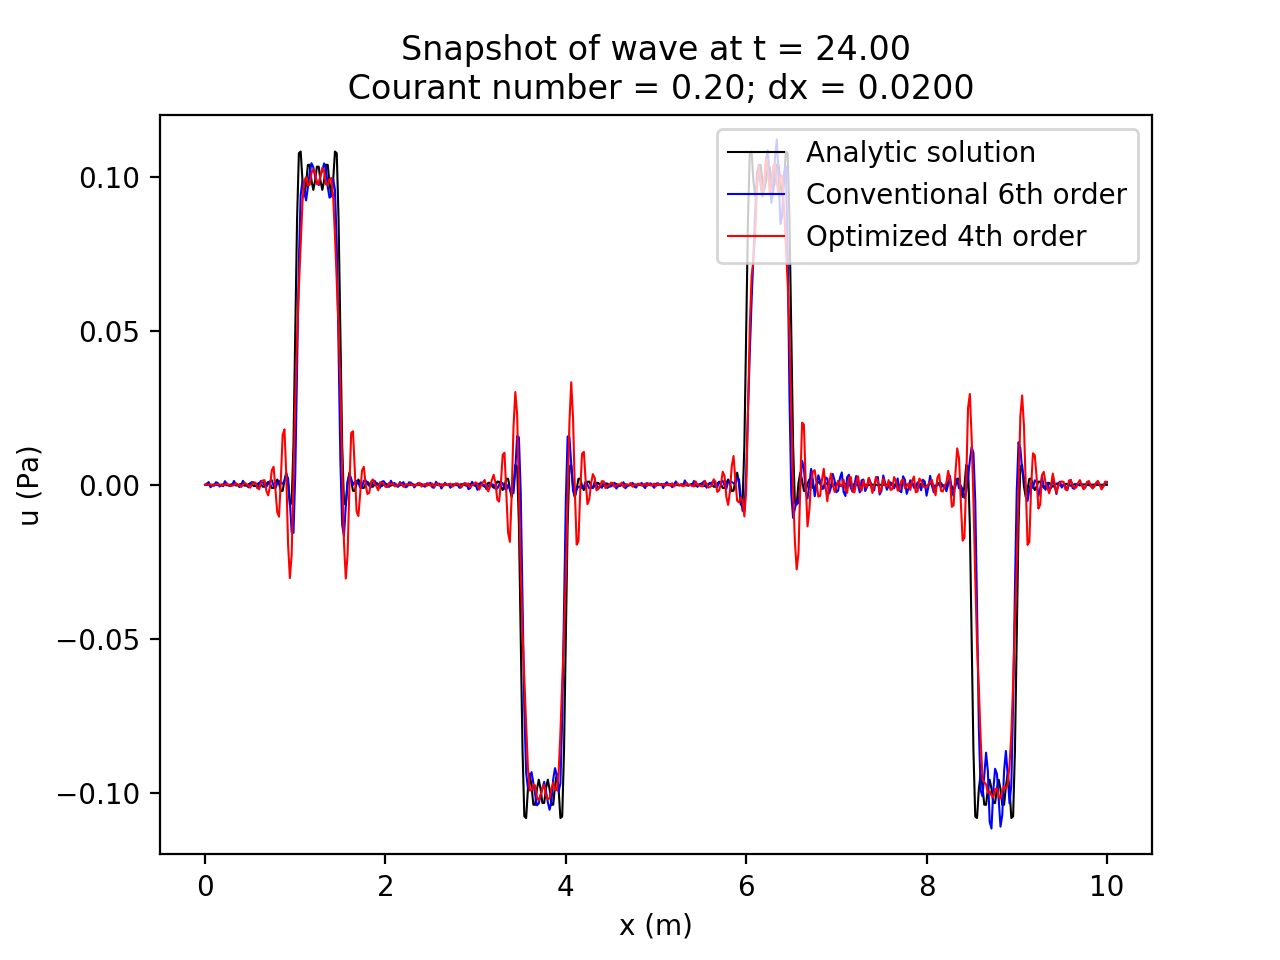 Snapshot of wave at t = 24.00
Courant number = 0.20; dx = 0.0200
Analytic solution
Conventional 6th order
Optimized 4th order
u (Pa)
0.10
0.05
0.00
−0.05
−0.10
0 2 4 6 8 10
x (m)